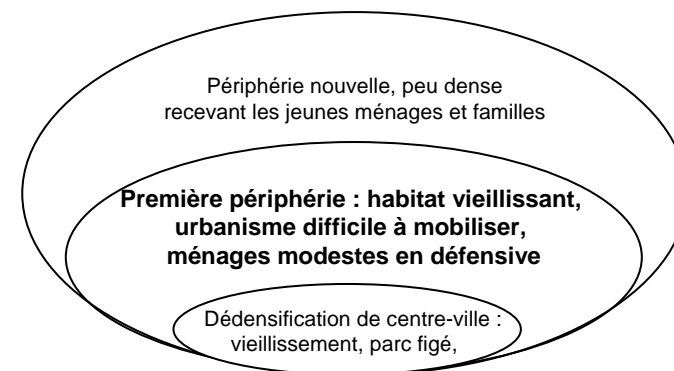 Périphérie nouvelle, peu dense
recevant les jeunes ménages et familles
Première périphérie : habitat vieillissant,
urbanisme difficile à mobiliser,
ménages modestes en défensive
Dédensification de centre-ville :
vieillissement, parc figé,